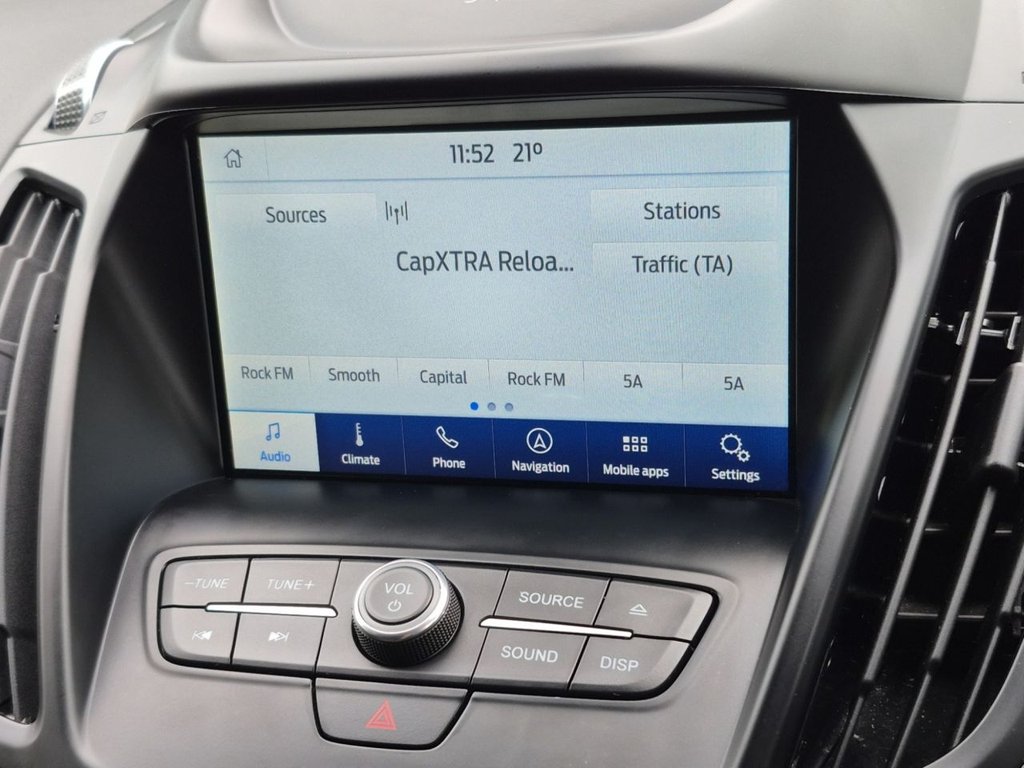 11:52 21º
Sources
Stations
CapXTRA Reloa...
Traffic (TA)
Rock FM Smooth Capital Rock FM 5A 5A
Audio Climate Phone Navigation Mobile apps Settings
–TUNE TUNE+ VOL SOURCE
SOUND DISP